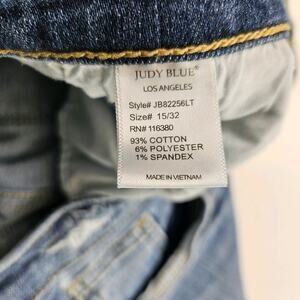 JUDY BLUE®
LOS ANGELES
Style# JB82256LT
Size# 15/32
RN# 116380
93% COTTON
6% POLYESTER
1% SPANDEX
MADE IN VIETNAM